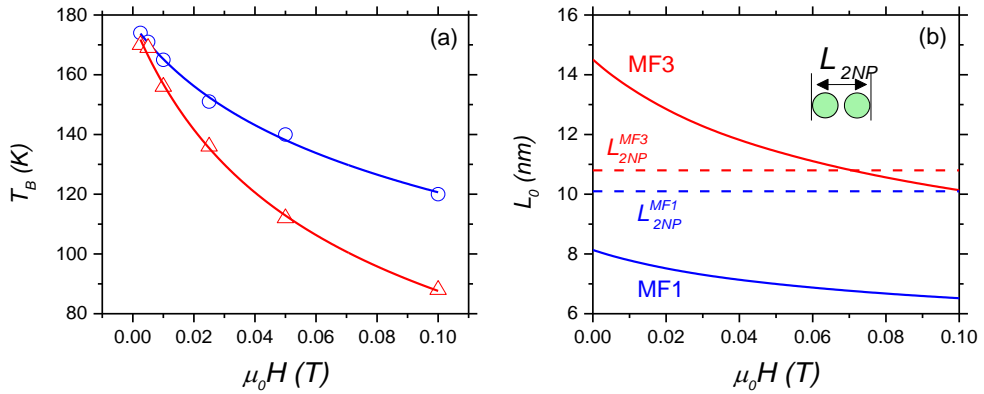 (a)
T_B (K)
180
160
140
120
100
80
0.00 0.02 0.04 0.06 0.08 0.10
μ₀H (T)
(b)
L₀ (nm)
16
14
12
10
8
6
MF3
L_2NP
L_2NP^MF3
L_2NP^MF1
MF1
0.00 0.02 0.04 0.06 0.08 0.10
μ₀H (T)